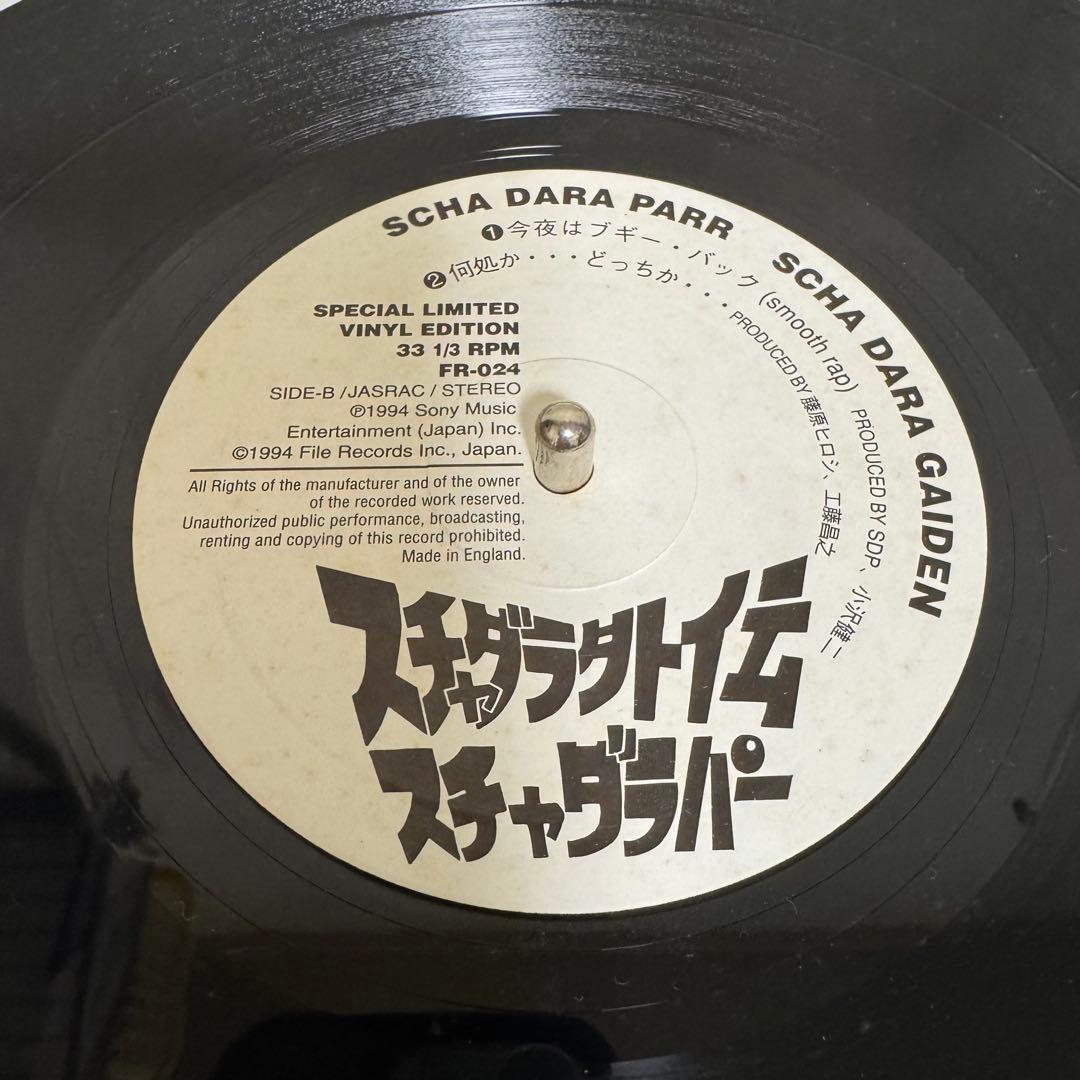 SCHA DARA PARR SCHA DARA GAIDEN
❶今夜はブギー・バック (smooth rap) PRODUCED BY SDP、小沢健二
❷何処か・・・どっちか・・・PRODUCED BY 藤原ヒロシ、工藤昌之
SPECIAL LIMITED
VINYL EDITION
33 1/3 RPM
FR-024
SIDE-B /JASRAC / STEREO
℗1994 Sony Music
Entertainment (Japan) Inc.
©1994 File Records Inc., Japan.
All Rights of the manufacturer and of the owner
of the recorded work reserved.
Unauthorized public performance, broadcasting,
renting and copying of this record prohibited.
Made in England.
スチャダラ外伝
スチャダラパー